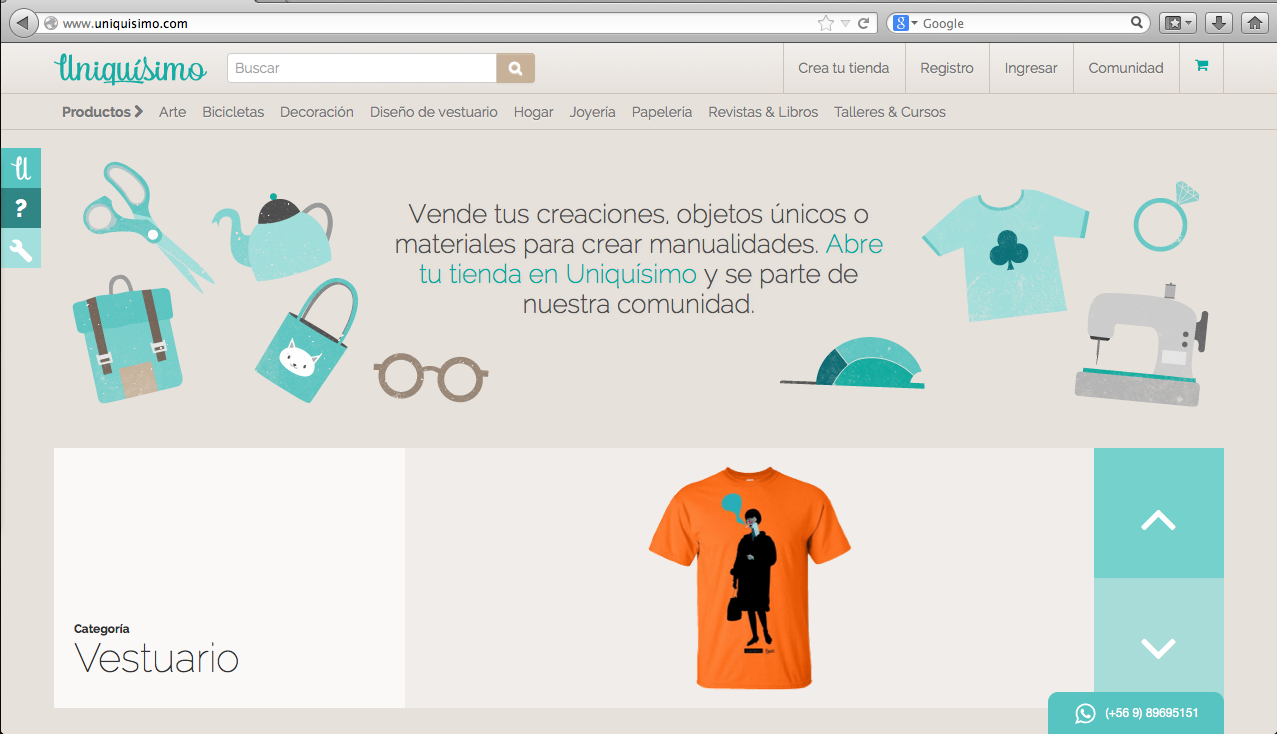 www.uniquisimo.com
Google
Uniquísimo
Buscar
Crea tu tienda
Registro
Ingresar
Comunidad
Productos
Arte
Bicicletas
Decoración
Diseño de vestuario
Hogar
Joyería
Papelería
Revistas & Libros
Talleres & Cursos
U
?
Vende tus creaciones, objetos únicos o
materiales para crear manualidades. Abre
tu tienda en Uniquísimo y se parte de
nuestra comunidad.
Categoría
Vestuario
(+56 9) 89695151